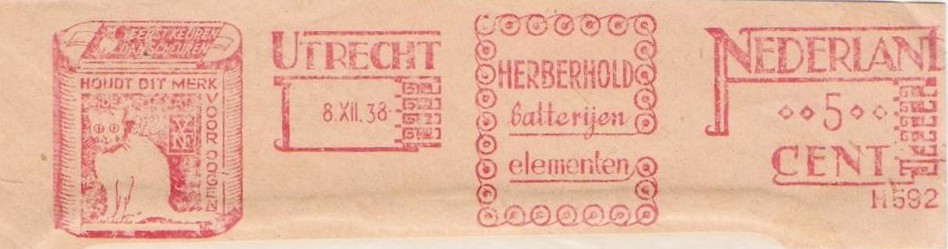 EERST KEUREN
DAN SCHEUREN
HOUDT DIT MERK
VOOR OOGEN
UTRECHT
8.XII.38
HERBERHOLD
batterijen
elementen
NEDERLAND
5
CENT
H592